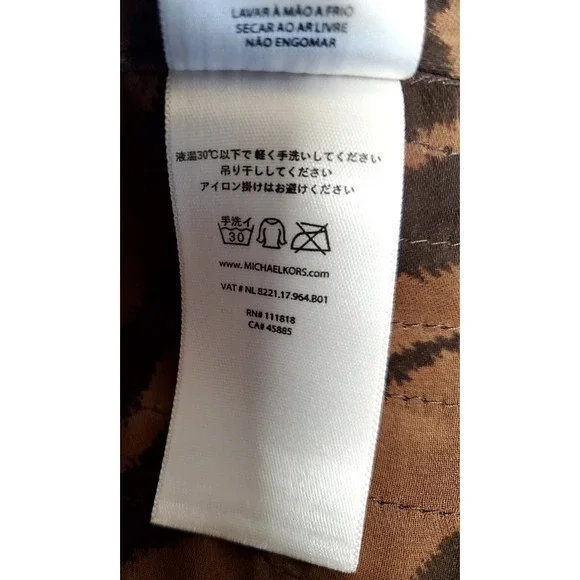 LAVAR À MÃO A FRIO
SECAR AO AR LIVRE
NÃO ENGOMAR
液温30℃以下で 軽く手洗いしてください
吊り干ししてください
アイロン掛けはお避けください
手洗イ
30
www.MICHAELKORS.com
VAT # NL 8221.17.964.B01
RN# 111818
CA# 45885